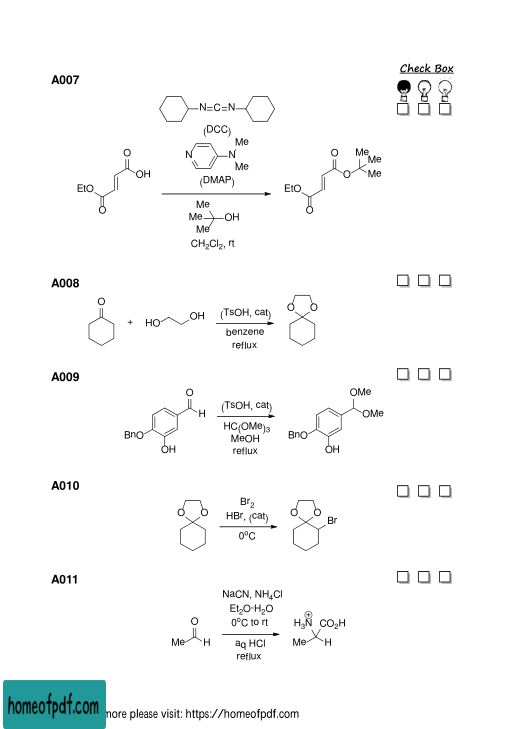 Check Box
A007
N=C=N
(DCC)
Me
N
N
Me
(DMAP)
O
OH
EtO
O
Me
Me
OH
Me
CH2Cl2, rt
O
Me
Me
O
Me
EtO
O
A008
O
+
HO
OH
(TsOH, cat)
benzene
reflux
O
O
A009
O
H
BnO
OH
(TsOH, cat)
HC(OMe)3
MeOH
reflux
OMe
OMe
BnO
OH
A010
O
O
Br2
HBr, (cat)
0°C
O
O
Br
A011
O
Me
H
NaCN, NH4Cl
Et2O-H2O
0°C to rt
aq HCl
reflux
+
H3N
CO2H
Me
H
homeofpdf.com
more please visit: https://homeofpdf.com